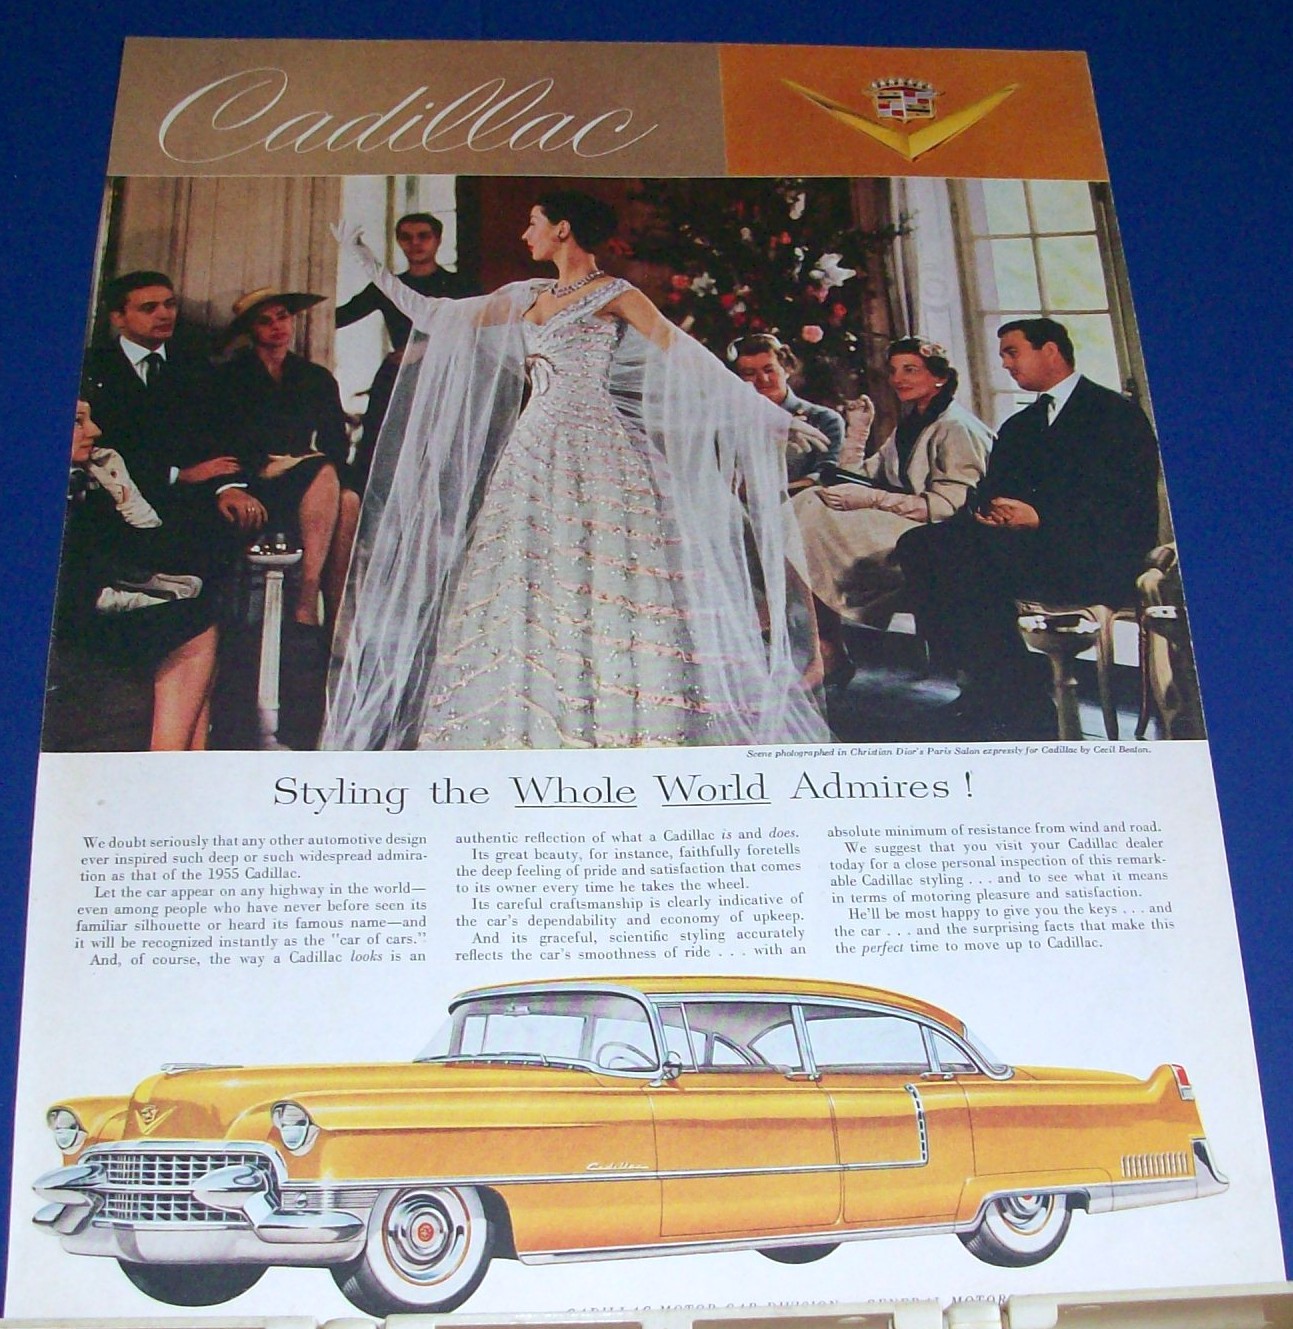 Cadillac
Scene photographed in Christian Dior's Paris Salon expressly for Cadillac by Cecil Beaton.
Styling the Whole World Admires!
We doubt seriously that any other automotive design
ever inspired such deep or such widespread admira-
tion as that of the 1955 Cadillac.
Let the car appear on any highway in the world—
even among people who have never before seen its
familiar silhouette or heard its famous name—and
it will be recognized instantly as the "car of cars."
And, of course, the way a Cadillac looks is an
authentic reflection of what a Cadillac is and does.
Its great beauty, for instance, faithfully foretells
the deep feeling of pride and satisfaction that comes
to its owner every time he takes the wheel.
Its careful craftsmanship is clearly indicative of
the car's dependability and economy of upkeep.
And its graceful, scientific styling accurately
reflects the car's smoothness of ride . . . with an
absolute minimum of resistance from wind and road.
We suggest that you visit your Cadillac dealer
today for a close personal inspection of this remark-
able Cadillac styling . . . and to see what it means
in terms of motoring pleasure and satisfaction.
He'll be most happy to give you the keys . . . and
the car . . . and the surprising facts that make this
the perfect time to move up to Cadillac.
Cadillac
CADILLAC MOTOR CAR DIVISION GENERAL MOTORS